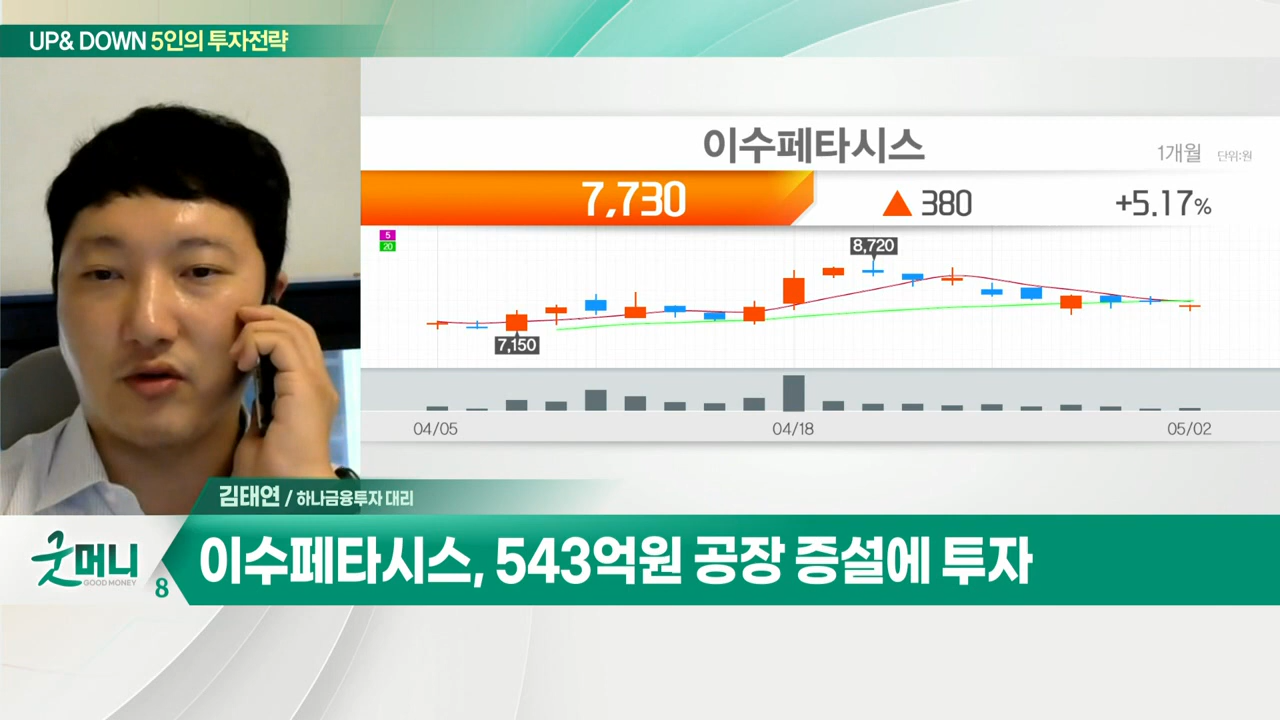 UP& DOWN 5인의 투자전략
이수페타시스
1개월 단위:원
7,730
▲ 380
+5.17%
5
20
8,720
7,150
04/05
04/18
05/02
김태연 / 하나금융투자 대리
굿머니
GOOD MONEY
8
이수페타시스, 543억원 공장 증설에 투자